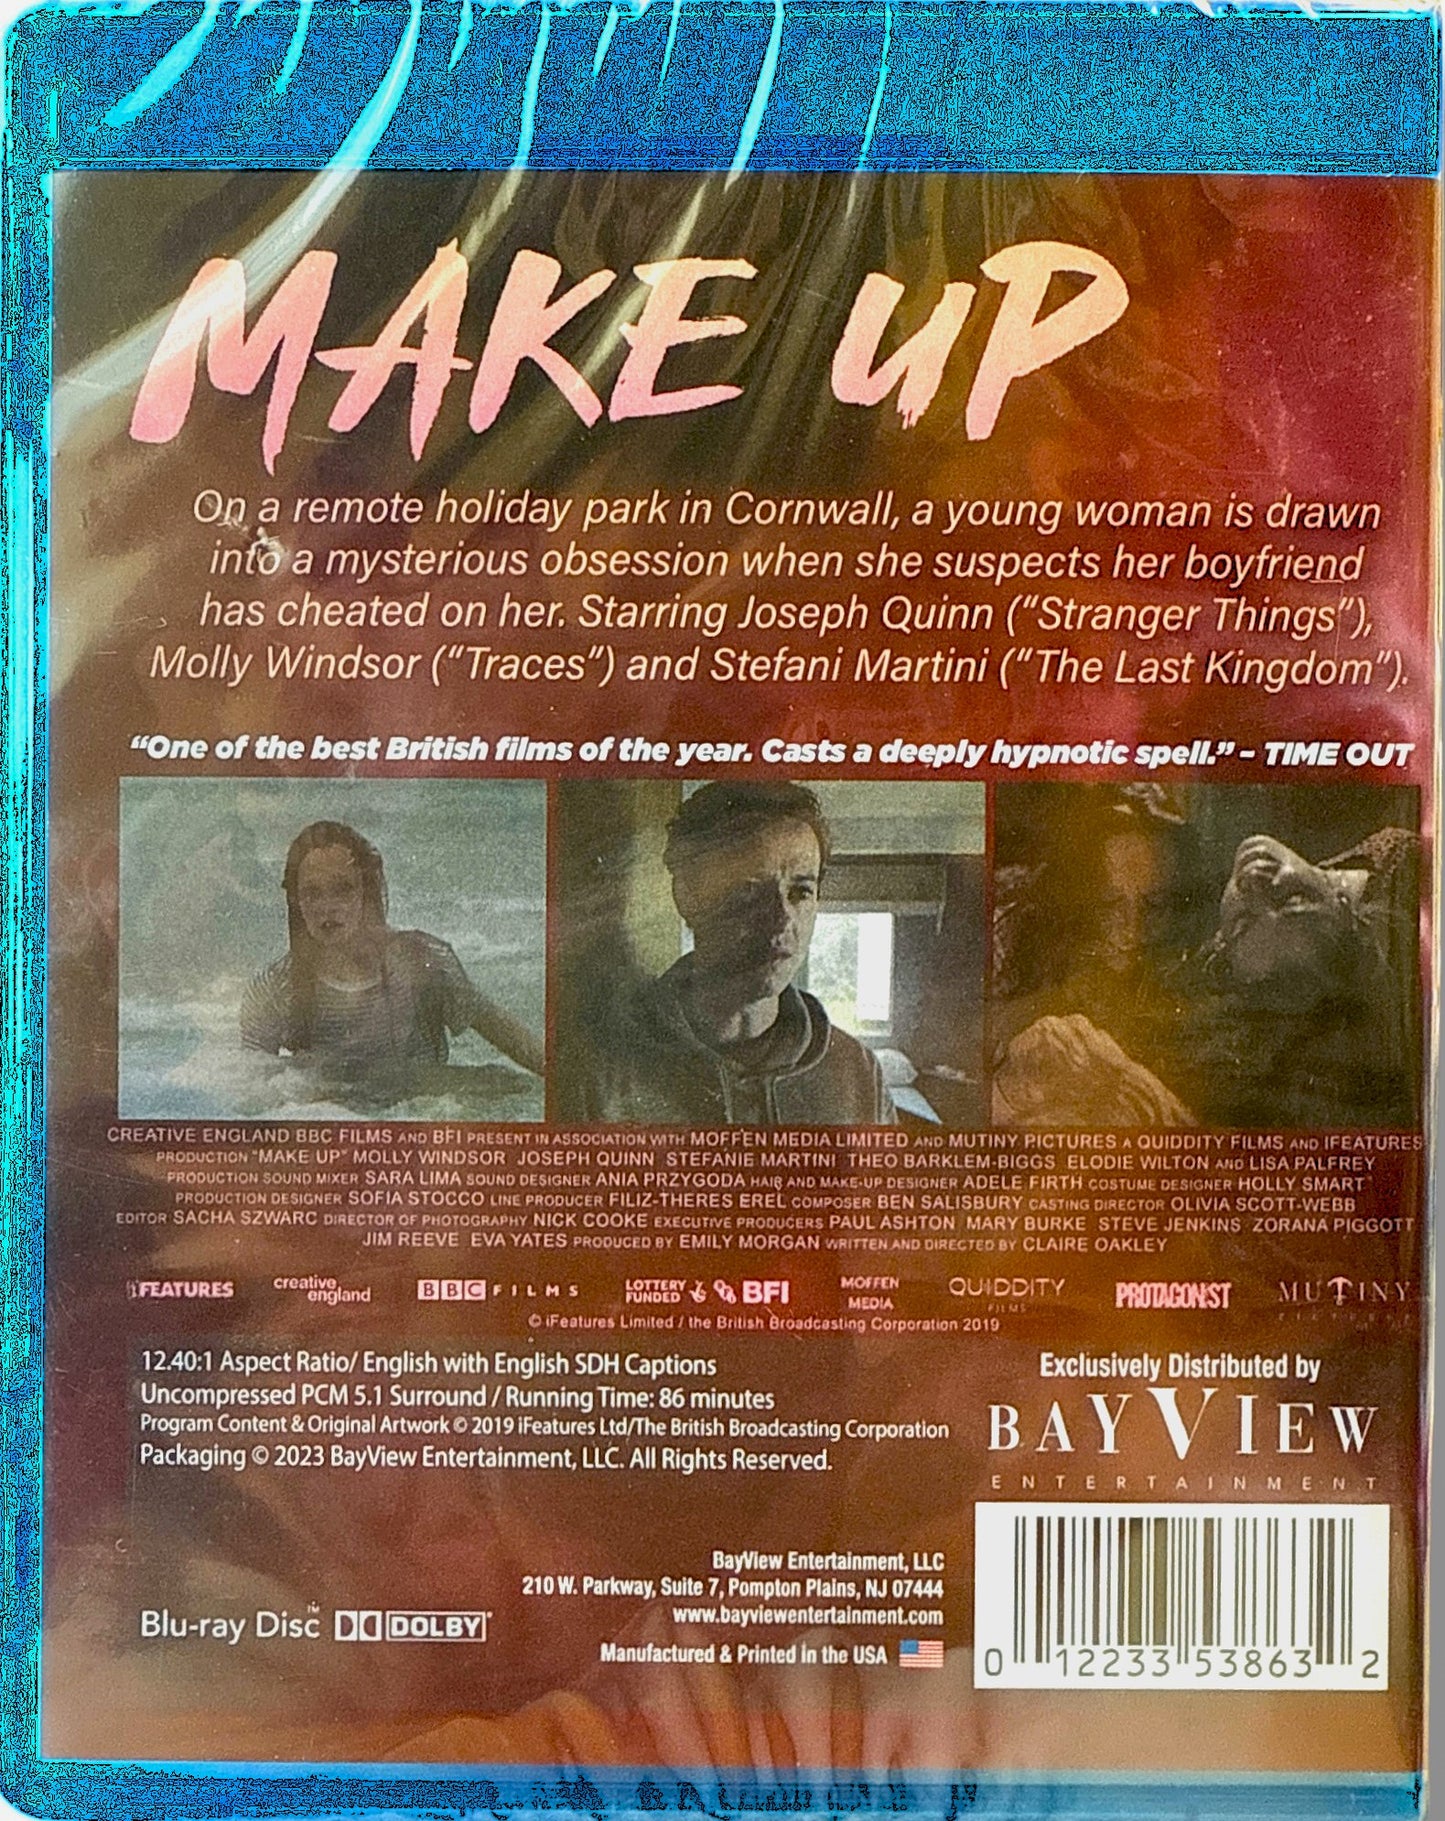 MAKE UP
On a remote holiday park in Cornwall, a young woman is drawn
into a mysterious obsession when she suspects her boyfriend
has cheated on her. Starring Joseph Quinn (“Stranger Things”),
Molly Windsor (“Traces”) and Stefani Martini (“The Last Kingdom”).
“One of the best British films of the year. Casts a deeply hypnotic spell.” – TIME OUT
CREATIVE ENGLAND BBC FILMS AND BFI PRESENT IN ASSOCIATION WITH MOFFEN MEDIA LIMITED AND MUTINY PICTURES A QUIDDITY FILMS AND IFEATURES
PRODUCTION "MAKE UP" MOLLY WINDSOR JOSEPH QUINN STEFANIE MARTINI THEO BARKLEM-BIGGS ELODIE WILTON AND LISA PALFREY
PRODUCTION SOUND MIXER SARA LIMA SOUND DESIGNER ANIA PRZYGODA HAIR AND MAKE-UP DESIGNER ADELE FIRTH COSTUME DESIGNER HOLLY SMART
PRODUCTION DESIGNER SOFIA STOCCO LINE PRODUCER FILIZ-THERES EREL COMPOSER BEN SALISBURY CASTING DIRECTOR OLIVIA SCOTT-WEBB
EDITOR SACHA SZWARC DIRECTOR OF PHOTOGRAPHY NICK COOKE EXECUTIVE PRODUCERS PAUL ASHTON MARY BURKE STEVE JENKINS ZORANA PIGGOTT
JIM REEVE EVA YATES PRODUCED BY EMILY MORGAN WRITTEN AND DIRECTED BY CLAIRE OAKLEY
iFEATURES creative england BBC FILMS LOTTERY FUNDED BFI MOFFEN MEDIA QUIDDITY FILMS PROTAGONIST MUTINY PICTURES
© iFeatures Limited / the British Broadcasting Corporation 2019
12.40:1 Aspect Ratio/ English with English SDH Captions
Uncompressed PCM 5.1 Surround / Running Time: 86 minutes
Program Content & Original Artwork © 2019 iFeatures Ltd/The British Broadcasting Corporation
Packaging © 2023 BayView Entertainment, LLC. All Rights Reserved.
Exclusively Distributed by
BAYVIEW
ENTERTAINMENT
BayView Entertainment, LLC
210 W. Parkway, Suite 7, Pompton Plains, NJ 07444
www.bayviewentertainment.com
Manufactured & Printed in the USA
Blu-ray Disc™ DOLBY
0 12233 53863 2